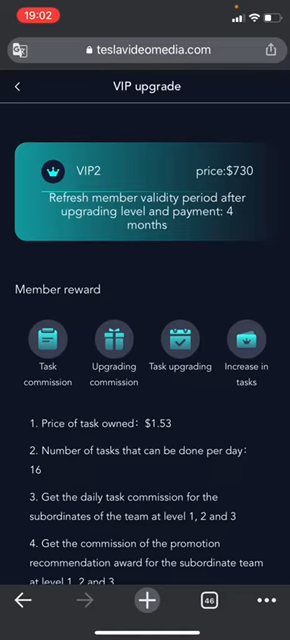 19:02
teslavideomedia.com
VIP upgrade
VIP2
price:$730
Refresh member validity period after
upgrading level and payment: 4
months
Member reward
Task
commission
Upgrading
commission
Task upgrading
Increase in
tasks
1. Price of task owned：$1.53
2. Number of tasks that can be done per day：
16
3. Get the daily task commission for the
subordinates of the team at level 1, 2 and 3
4. Get the commission of the promotion
recommendation award for the subordinate team
at level 1, 2 and 3
46